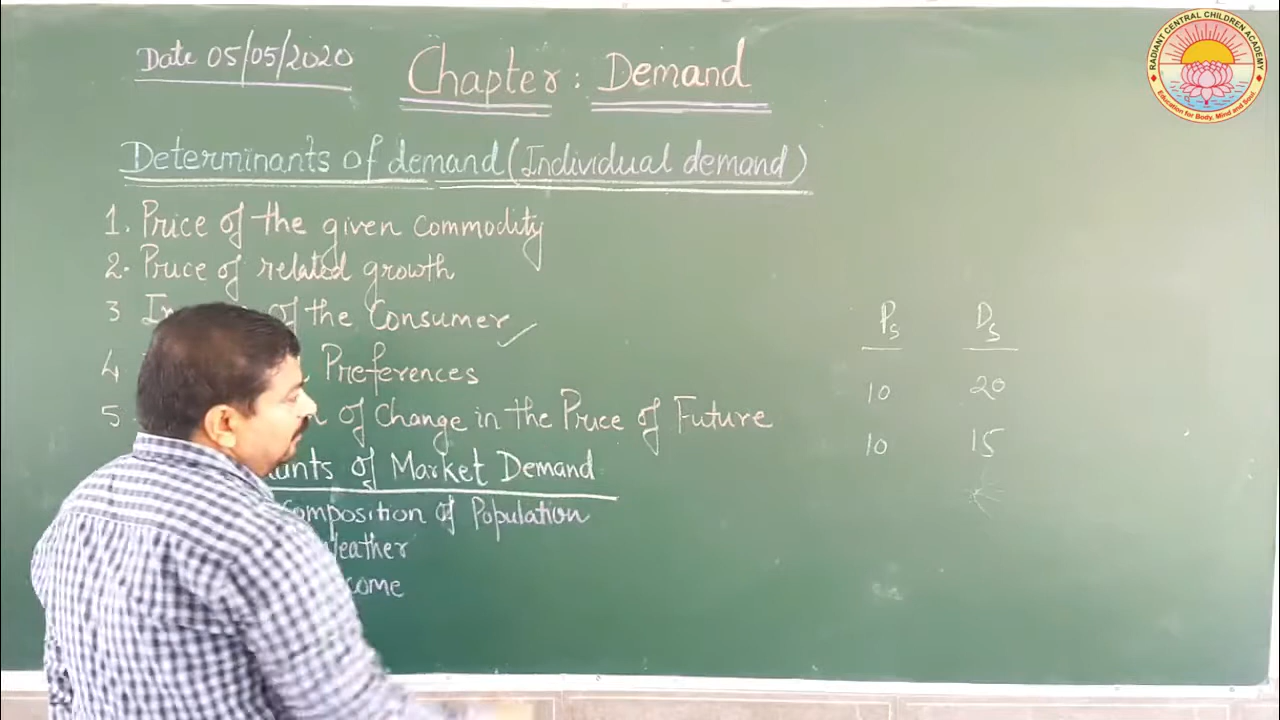 Date 05/05/2020
Chapter : Demand
Determinants of demand (Individual demand)
1. Price of the given commodity
2. Price of related growth
3 of the Consumer
4 Preferences
5 of Change in the Price of Future
of Market Demand
Composition of Population
Weather
Ps Ds
10 20
10 15
RADIANT CENTRAL CHILDREN ACADEMY
Education for Body, Mind and Soul